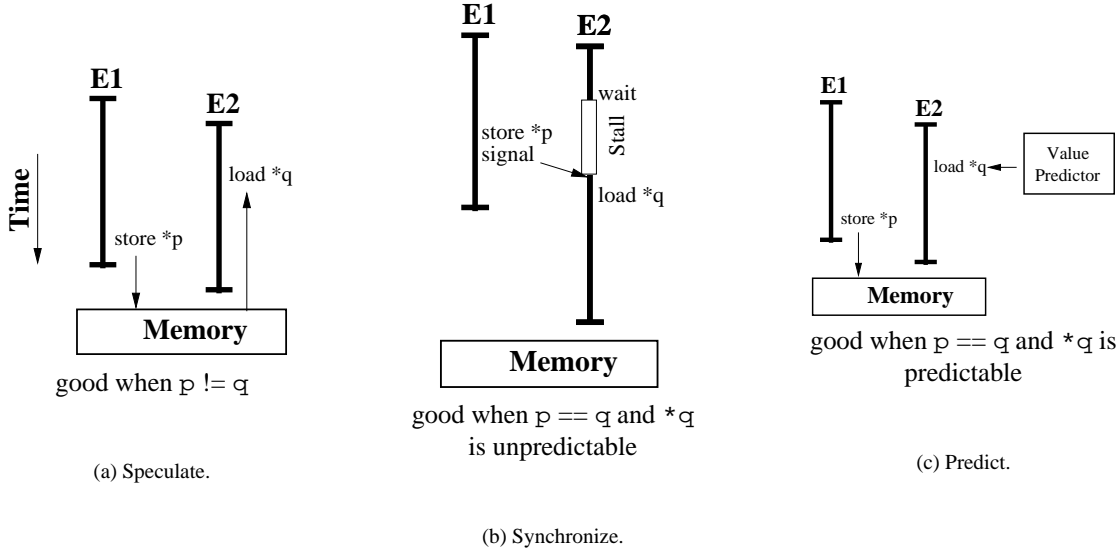 E1
E2
Time
load *q
store *p
Memory
good when p != q
(a) Speculate.
E1
E2
wait
Stall
store *p
signal
load *q
Memory
good when p == q and *q
is unpredictable
(b) Synchronize.
E1
E2
load *q
Value
Predictor
store *p
Memory
good when p == q and *q is
predictable
(c) Predict.